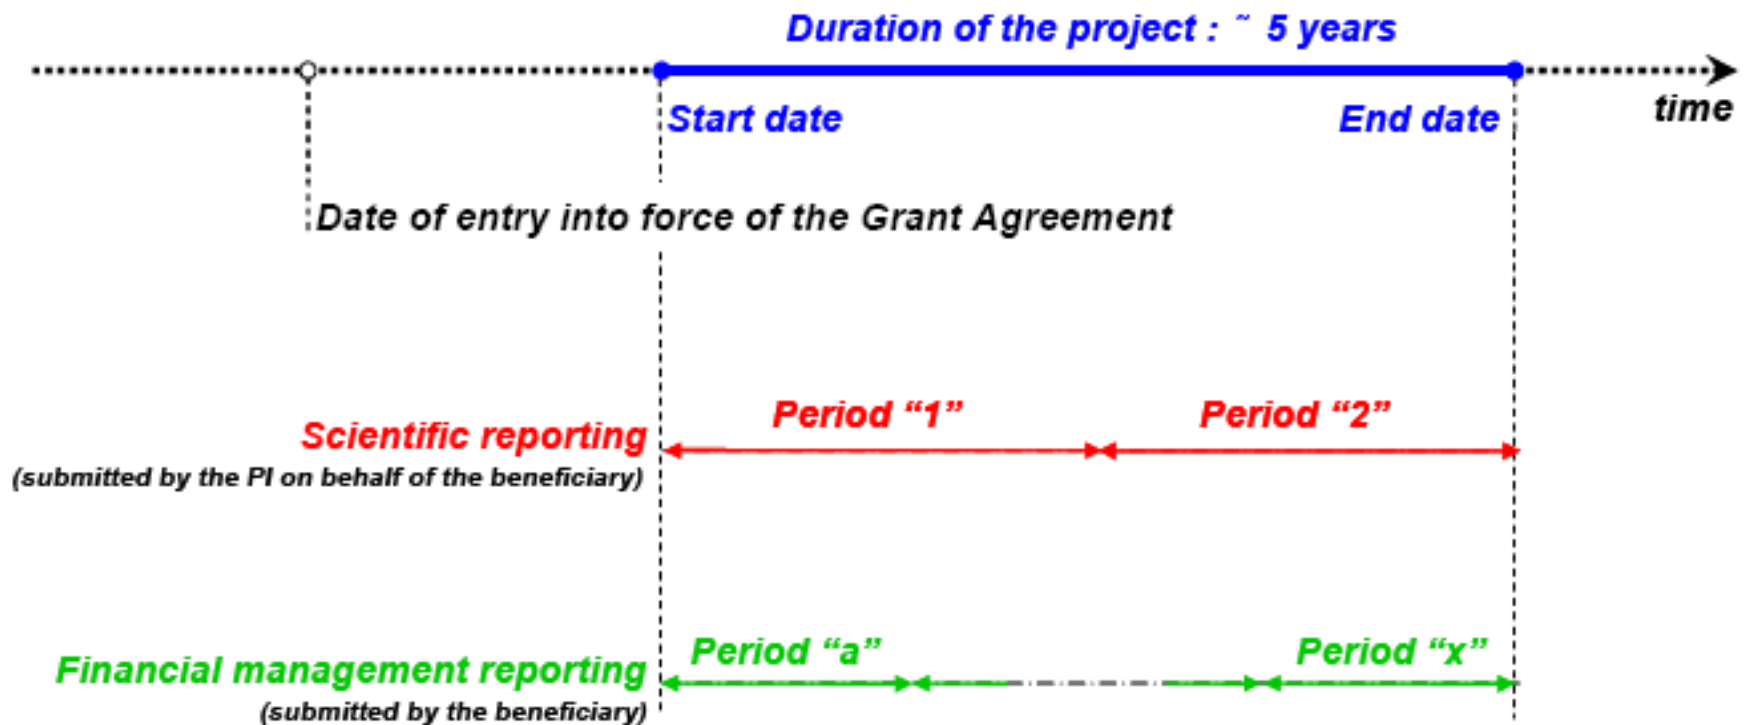 Duration of the project : ˜ 5 years
time
Start date
End date
Date of entry into force of the Grant Agreement
Period “1”
Period “2”
Scientific reporting
(submitted by the PI on behalf of the beneficiary)
Period “a”
Period “x”
Financial management reporting
(submitted by the beneficiary)